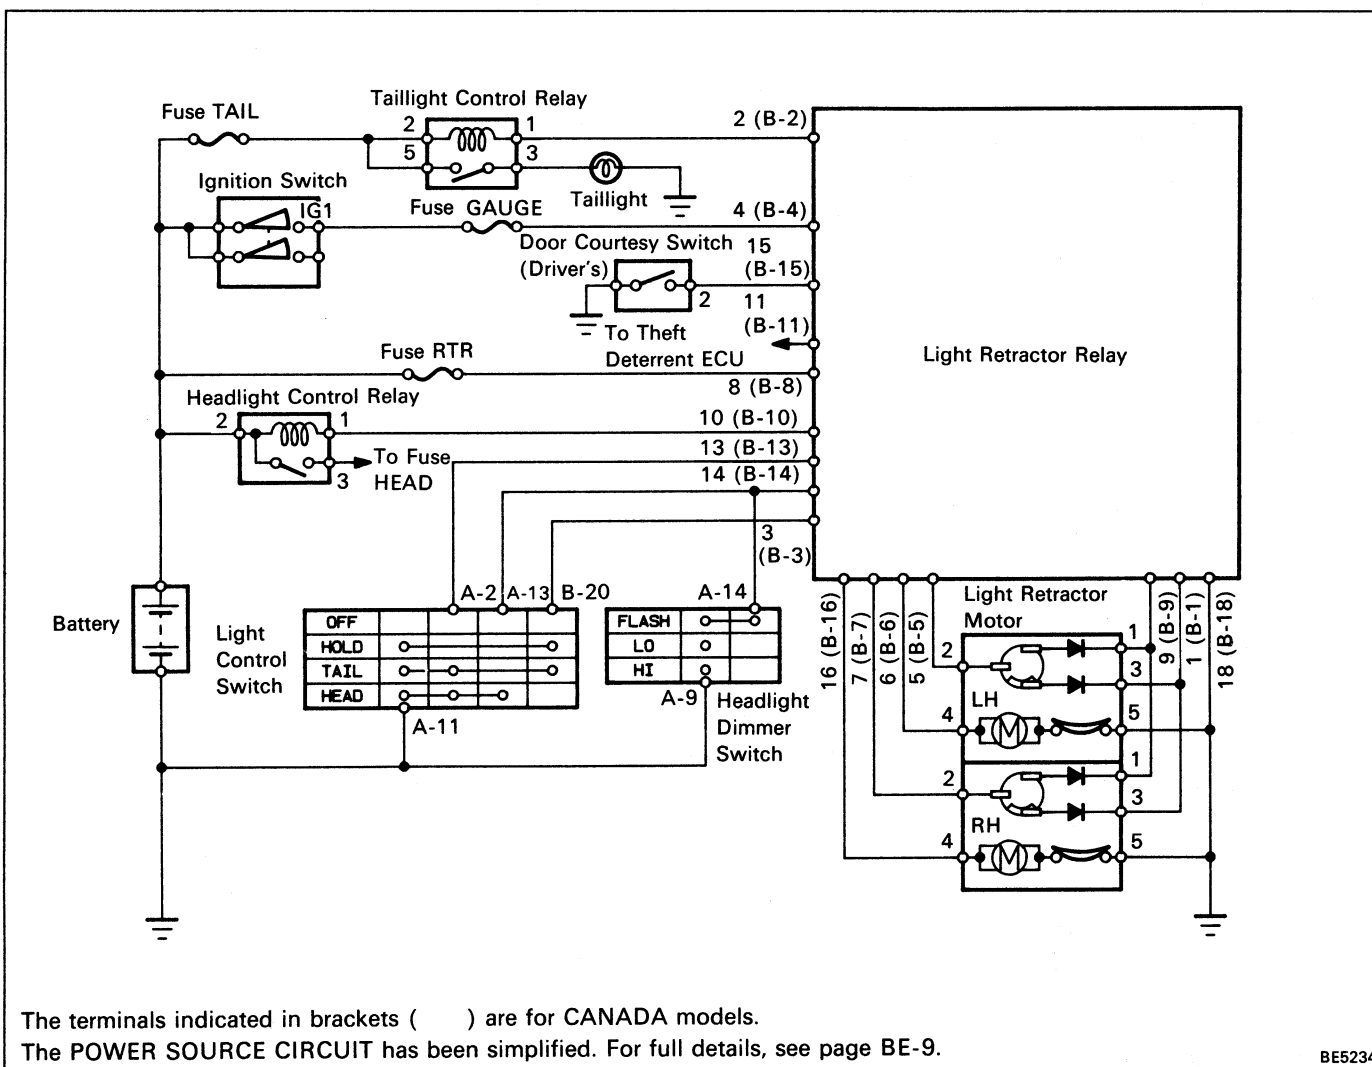 Fuse TAIL
Taillight Control Relay
2
1
2 (B-2)
5
3
Taillight
Ignition Switch
IG1
Fuse GAUGE
4 (B-4)
Door Courtesy Switch
(Driver's)
15
(B-15)
2
11
(B-11)
To Theft
Deterrent ECU
Light Retractor Relay
Fuse RTR
8 (B-8)
Headlight Control Relay
2
1
10 (B-10)
13 (B-13)
To Fuse
HEAD
3
14 (B-14)
3
(B-3)
A-2
A-13
B-20
A-14
Battery
Light
Control
Switch
OFF
HOLD
TAIL
HEAD
A-11
FLASH
LO
HI
A-9
Headlight
Dimmer
Switch
16 (B-16)
7 (B-7)
6 (B-6)
5 (B-5)
Light Retractor
Motor
9 (B-9)
1 (B-1)
18 (B-18)
2
1
3
LH
4
5
2
1
3
RH
4
5
M
M
The terminals indicated in brackets ( ) are for CANADA models.
The POWER SOURCE CIRCUIT has been simplified. For full details, see page BE-9.
BE5234